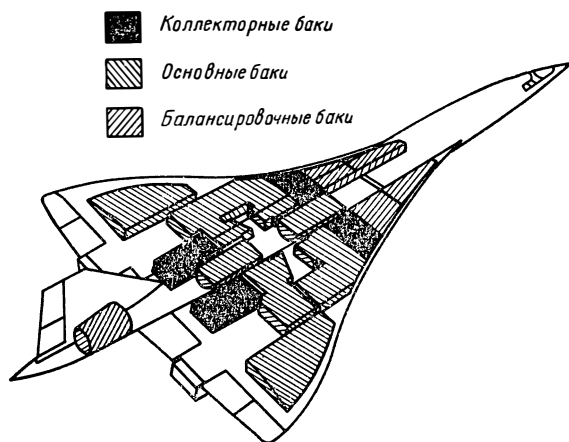 Коллекторные баки
Основные баки
Балансировочные баки